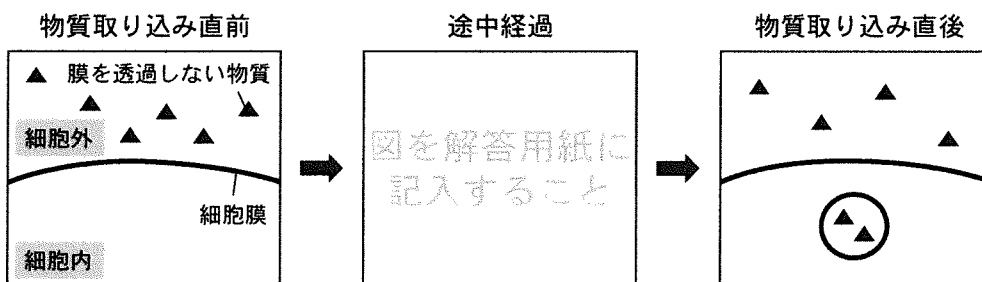 物質取り込み直前
途中経過
物質取り込み直後
▲ 膜を透過しない物質
細胞外
細胞膜
細胞内
図を解答用紙に
記入すること